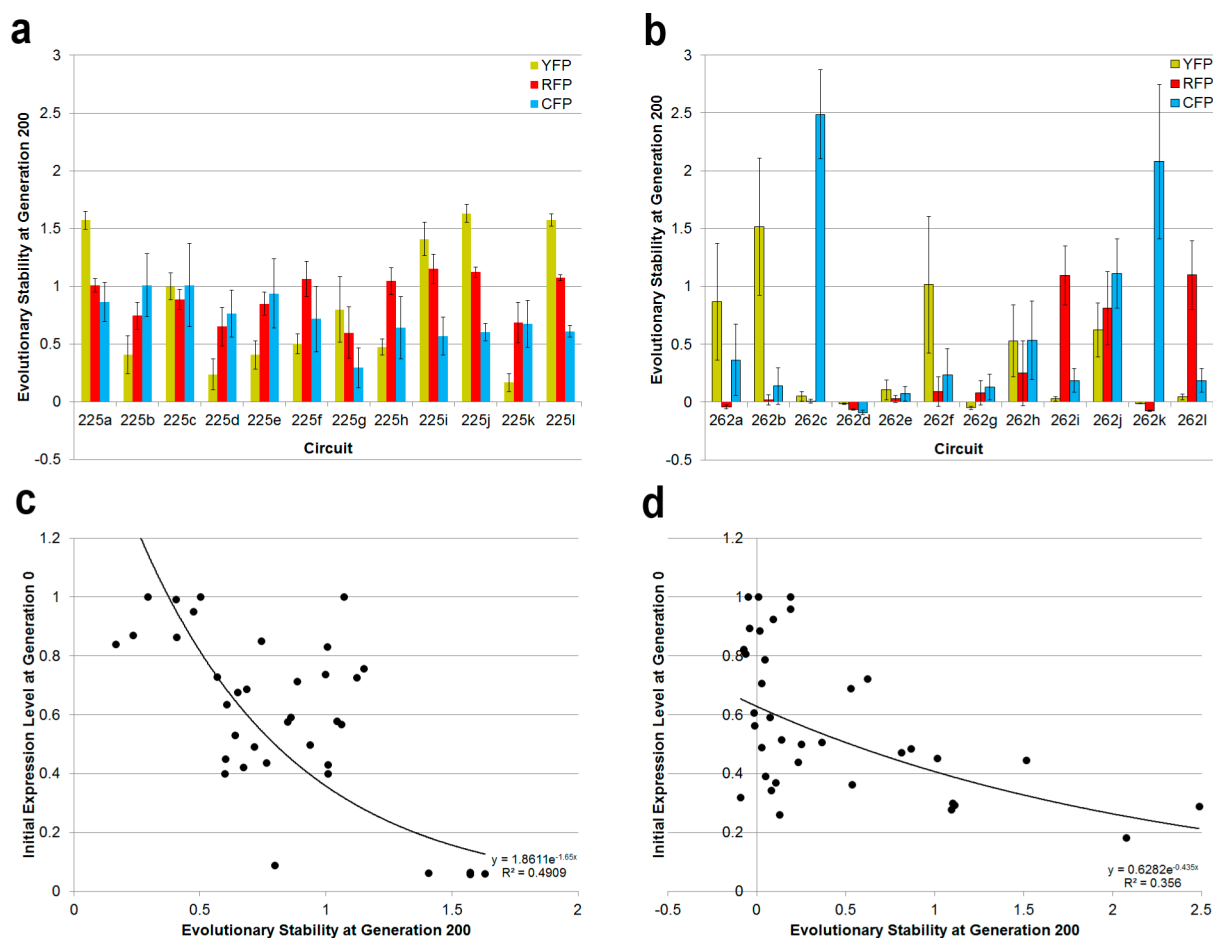 a
Evolutionary Stability at Generation 200
3
2.5
2
1.5
1
0.5
0
-0.5
YFP
RFP
CFP
225a 225b 225c 225d 225e 225f 225g 225h 225i 225j 225k 225l
Circuit
b
Evolutionary Stability at Generation 200
3
2.5
2
1.5
1
0.5
0
-0.5
YFP
RFP
CFP
262a 262b 262c 262d 262e 262f 262g 262h 262i 262j 262k 262l
Circuit
c
Initial Expression Level at Generation 0
1.2
1
0.8
0.6
0.4
0.2
0
y = 1.8611e-1.65x
R² = 0.4909
0 0.5 1 1.5 2
Evolutionary Stability at Generation 200
d
Initial Expression Level at Generation 0
1.2
1
0.8
0.6
0.4
0.2
0
y = 0.6282e-0.435x
R² = 0.356
-0.5 0 0.5 1 1.5 2 2.5
Evolutionary Stability at Generation 200